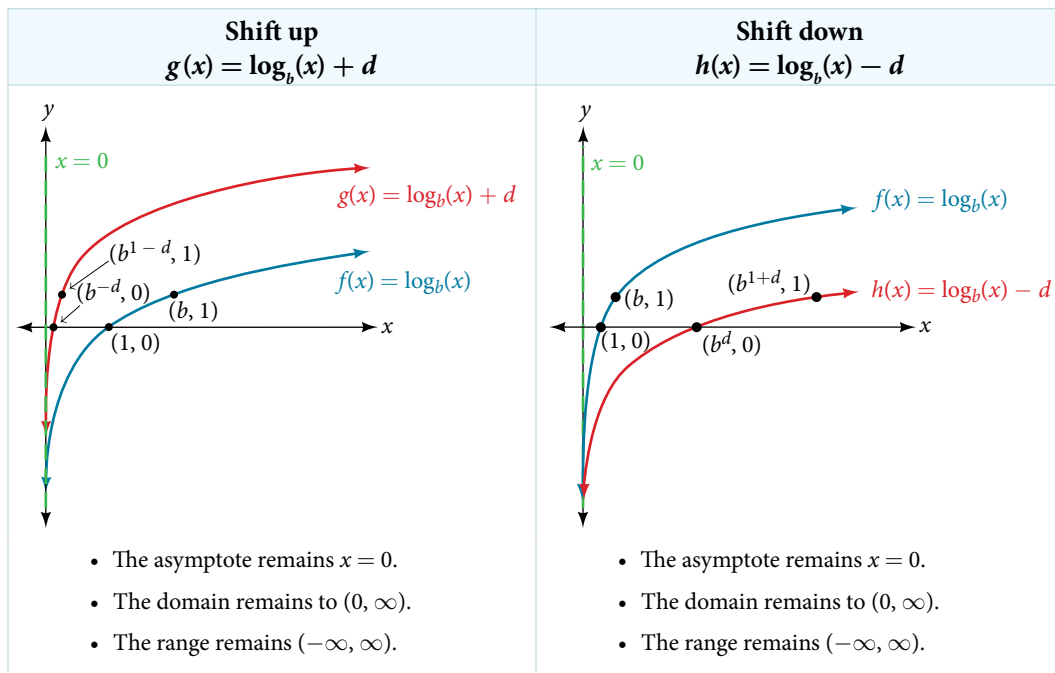 Shift up
g(x) = log_b(x) + d
y
x = 0
g(x) = log_b(x) + d
(b^{1 − d}, 1)
(b^{−d}, 0)
f(x) = log_b(x)
(b, 1)
x
(1, 0)
• The asymptote remains x = 0.
• The domain remains to (0, ∞).
• The range remains (−∞, ∞).
Shift down
h(x) = log_b(x) − d
y
x = 0
f(x) = log_b(x)
(b^{1+d}, 1)
(b, 1)
h(x) = log_b(x) − d
x
(1, 0)
(b^d, 0)
• The asymptote remains x = 0.
• The domain remains to (0, ∞).
• The range remains (−∞, ∞).